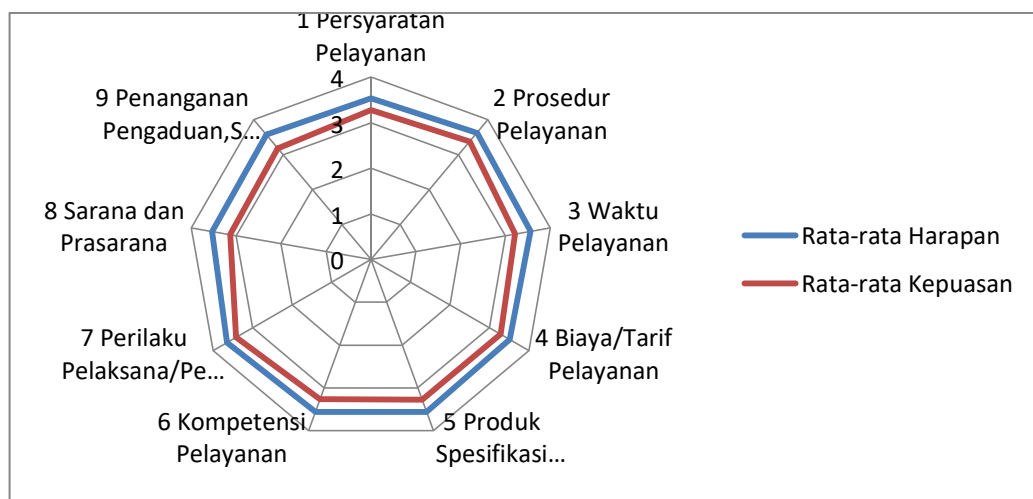 1 Persyaratan
Pelayanan
2 Prosedur
Pelayanan
3 Waktu
Pelayanan
4 Biaya/Tarif
Pelayanan
5 Produk
Spesifikasi...
6 Kompetensi
Pelayanan
7 Perilaku
Pelaksana/Pe...
8 Sarana dan
Prasarana
9 Penanganan
Pengaduan,S...
4
3
2
1
0
Rata-rata Harapan
Rata-rata Kepuasan